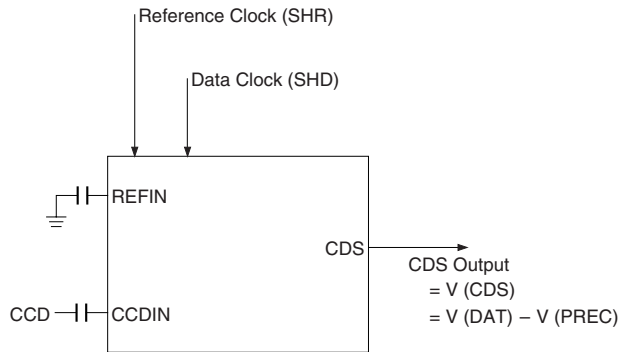 Reference Clock (SHR)
Data Clock (SHD)
REFIN
CDS
CDS Output
= V (CDS)
= V (DAT) – V (PREC)
CCD
CCDIN